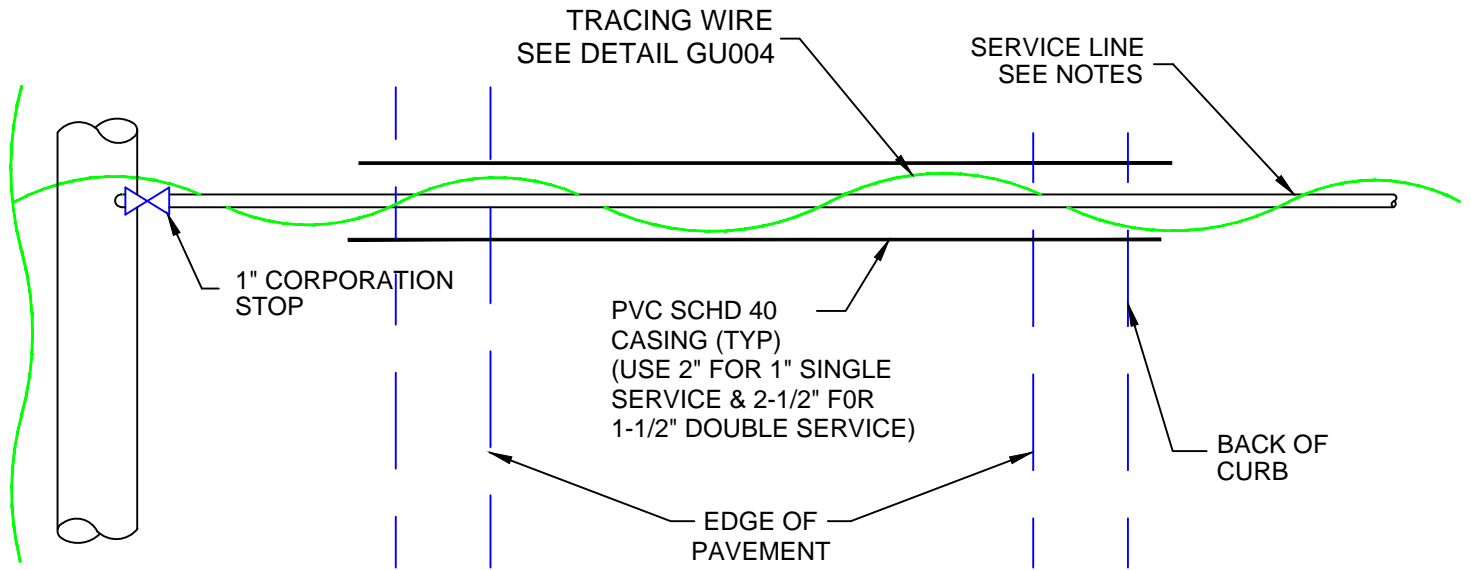 TRACING WIRE
SEE DETAIL GU004
SERVICE LINE
SEE NOTES
1" CORPORATION
STOP
PVC SCHD 40
CASING (TYP)
(USE 2" FOR 1" SINGLE
SERVICE & 2-1/2" F0R
1-1/2" DOUBLE SERVICE)
BACK OF
CURB
EDGE OF
PAVEMENT